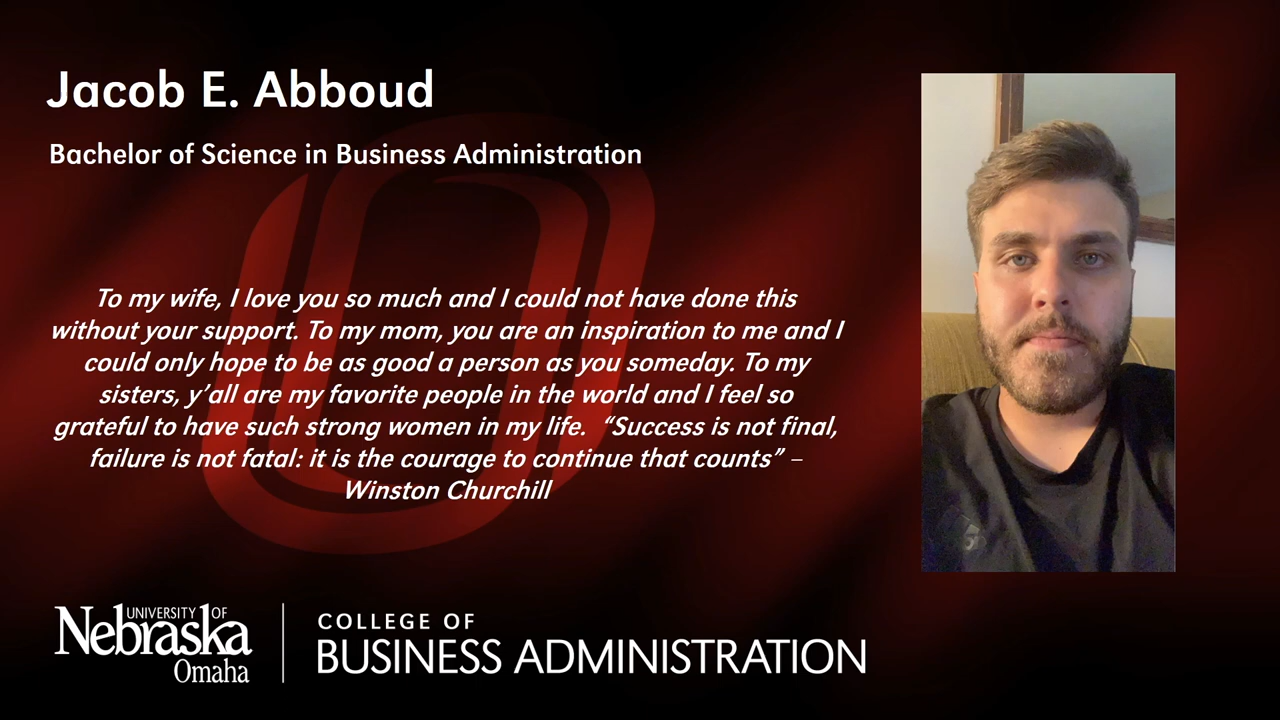 Jacob E. Abboud
Bachelor of Science in Business Administration
To my wife, I love you so much and I could not have done this
without your support. To my mom, you are an inspiration to me and I
could only hope to be as good a person as you someday. To my
sisters, y’all are my favorite people in the world and I feel so
grateful to have such strong women in my life.  “Success is not final,
failure is not fatal: it is the courage to continue that counts” –
Winston Churchill
UNIVERSITY OF
Nebraska
Omaha
COLLEGE OF
BUSINESS ADMINISTRATION